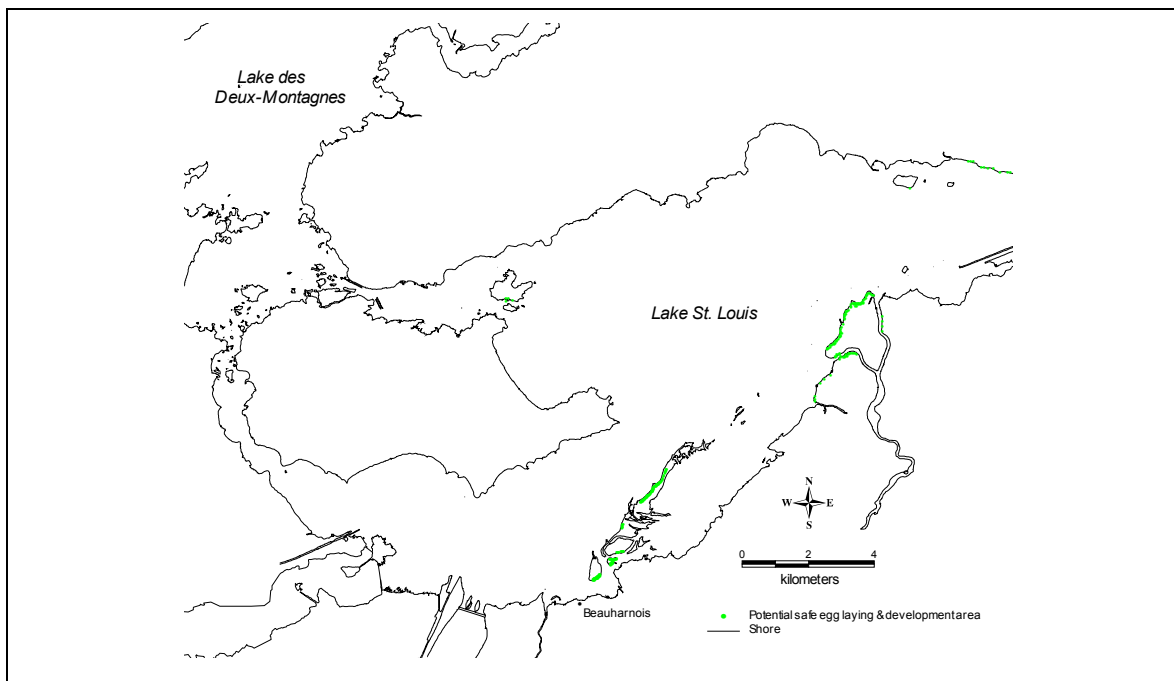 Lake des
Deux-Montagnes
Lake St. Louis
N
W E
S
0 2 4
kilometers
Beauharnois
Potential safe egg laying & development area
Shore